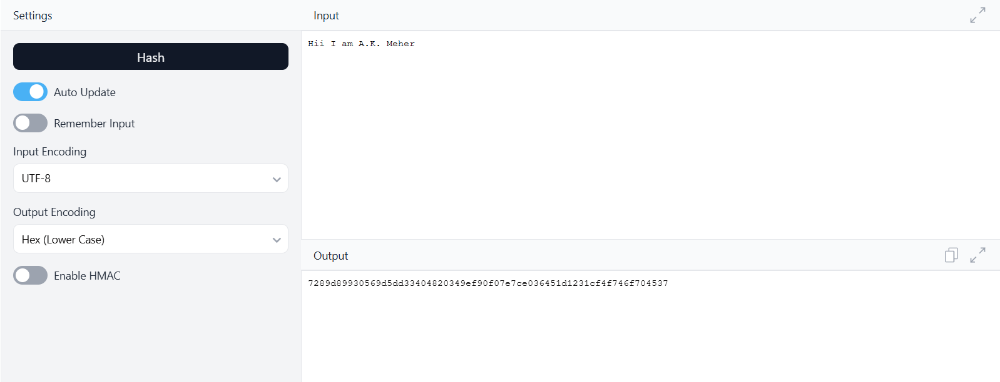 Settings
Hash
Auto Update
Remember Input
Input Encoding
UTF-8
Output Encoding
Hex (Lower Case)
Enable HMAC
Input
Hii I am A.K. Meher
Output
7289d89930569d5dd33404820349ef90f07e7ce036451d1231cf4f746f704537